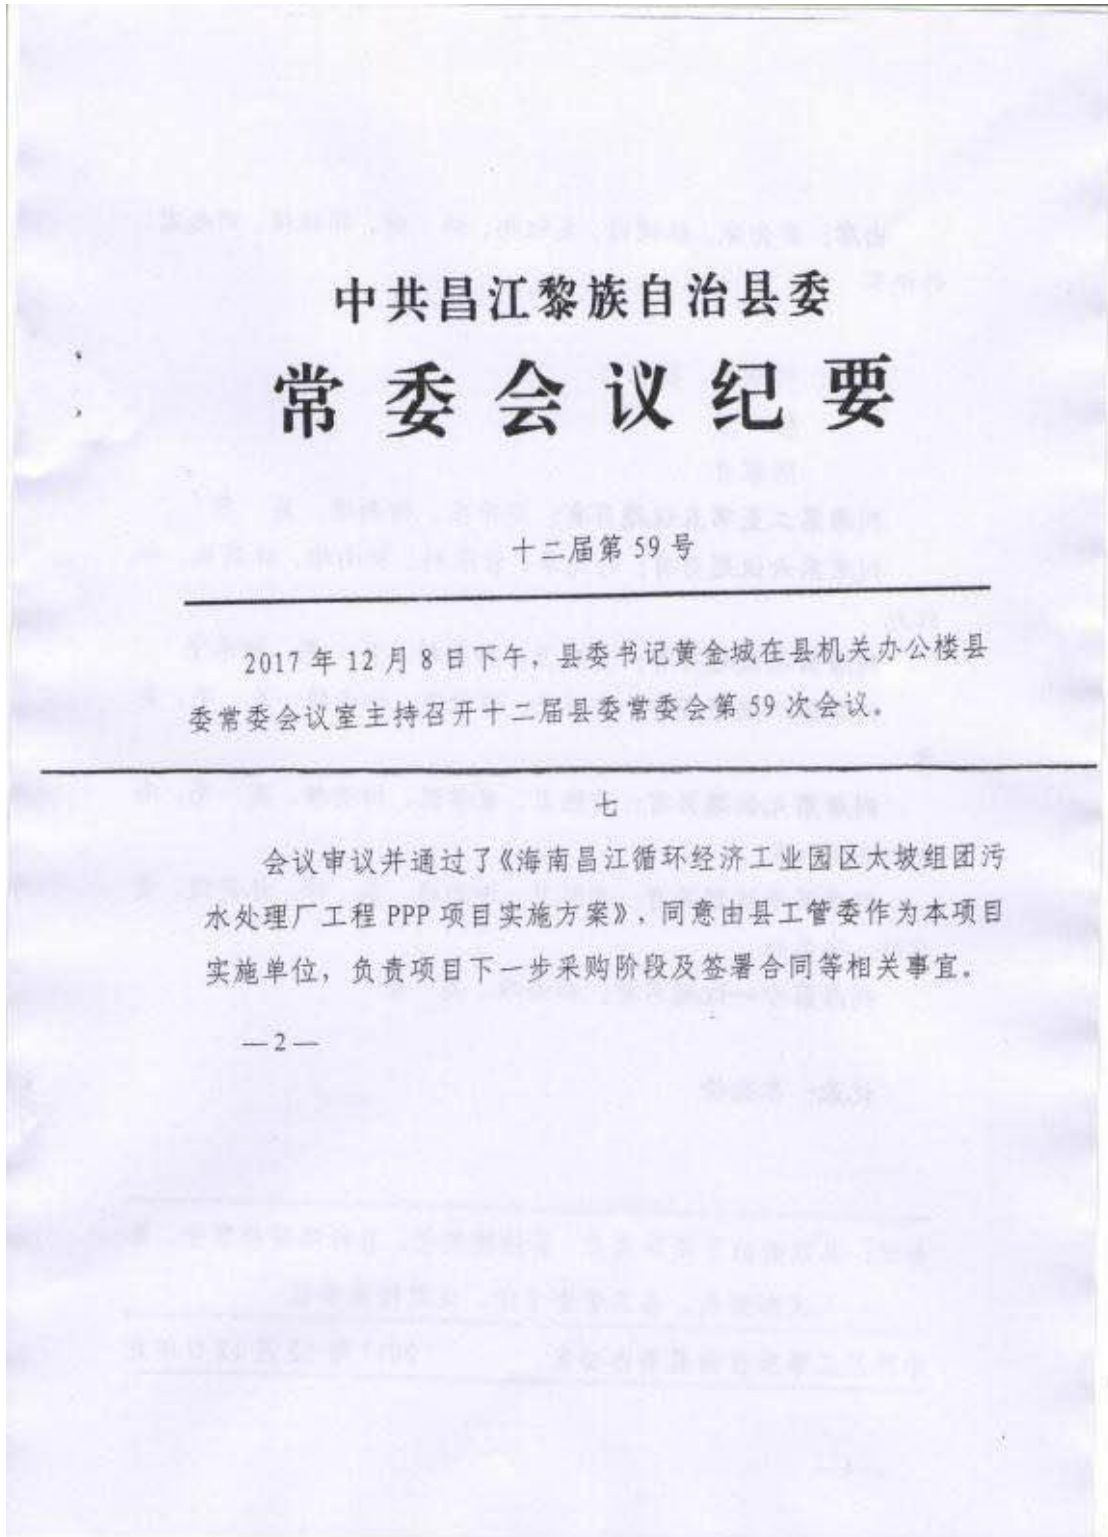 中共昌江黎族自治县委
常委会议纪要
十二届第59号
2017年12月8日下午，县委书记黄金城在县机关办公楼县
委常委会议室主持召开十二届县委常委会第59次会议。
七
会议审议并通过了《海南昌江循环经济工业园区太坡组团污
水处理厂工程PPP项目实施方案》，同意由县工管委作为本项目
实施单位，负责项目下一步采购阶段及签署合同等相关事宜。
—2—